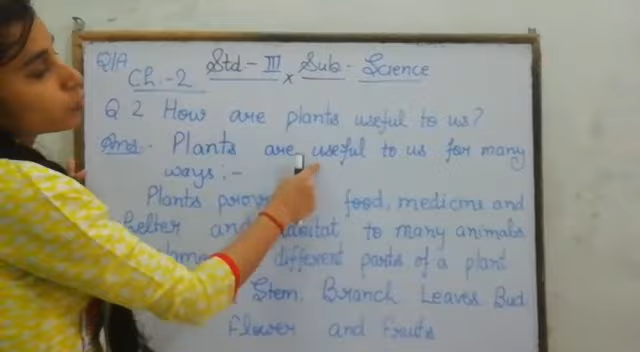 Q/A
Ch.-2 Std - III x Sub - Science
Q 2 How are plants useful to us?
Ans:- Plants are useful to us for many
ways :-
Plants food, medicine and
and to many animals
different parts of a plant
Stem, Branch Leaves Bud
Flower and Fruits